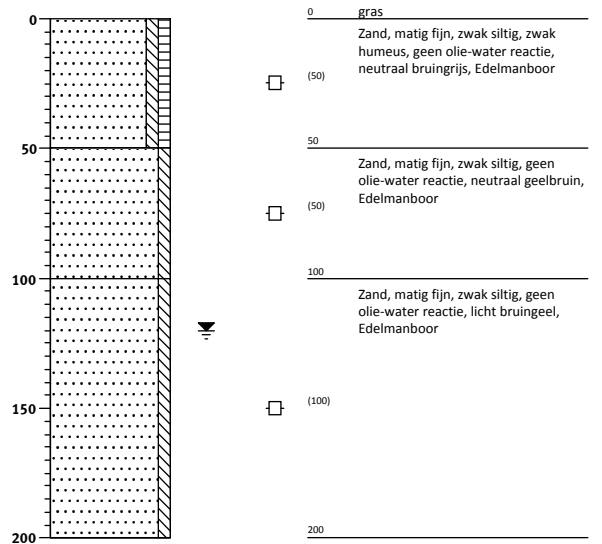 0
50
100
150
200
0
gras
Zand, matig fijn, zwak siltig, zwak
humeus, geen olie-water reactie,
neutraal bruingrijs, Edelmanboor
(50)
50
Zand, matig fijn, zwak siltig, geen
olie-water reactie, neutraal geelbruin,
Edelmanboor
(50)
100
Zand, matig fijn, zwak siltig, geen
olie-water reactie, licht bruingeel,
Edelmanboor
(100)
200